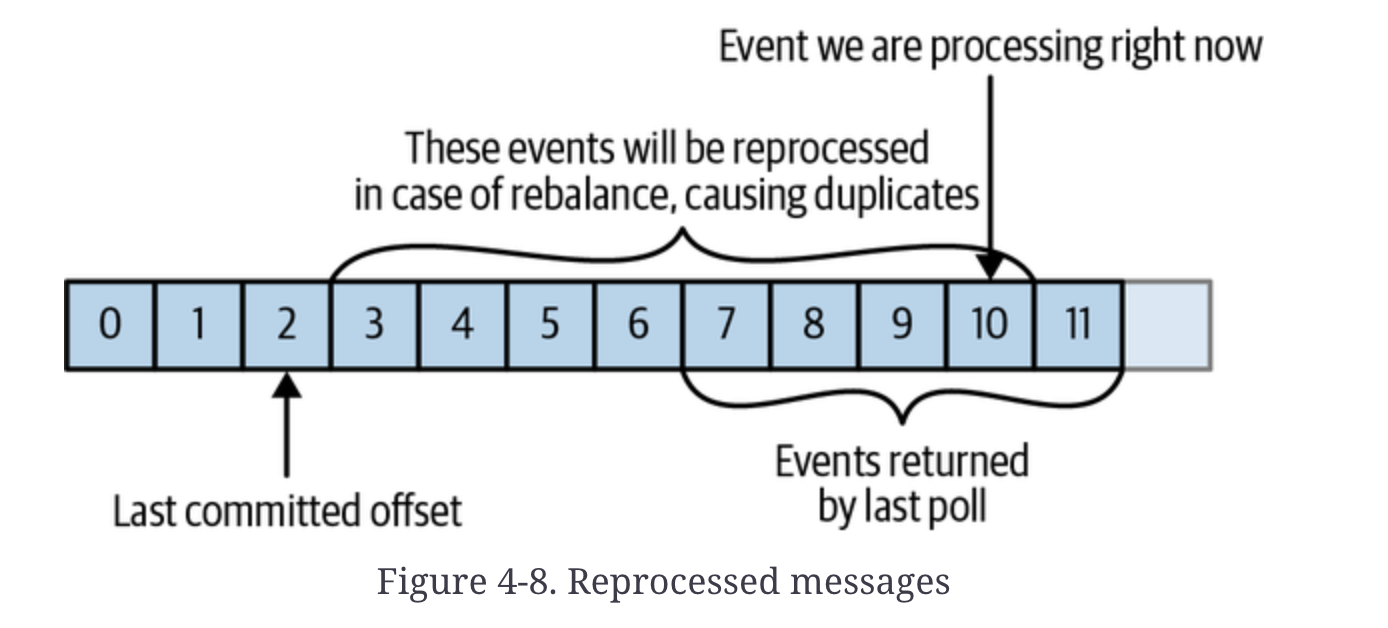 Event we are processing right now
These events will be reprocessed
in case of rebalance, causing duplicates
0 1 2 3 4 5 6 7 8 9 10 11
Last committed offset
Events returned
by last poll
Figure 4-8. Reprocessed messages